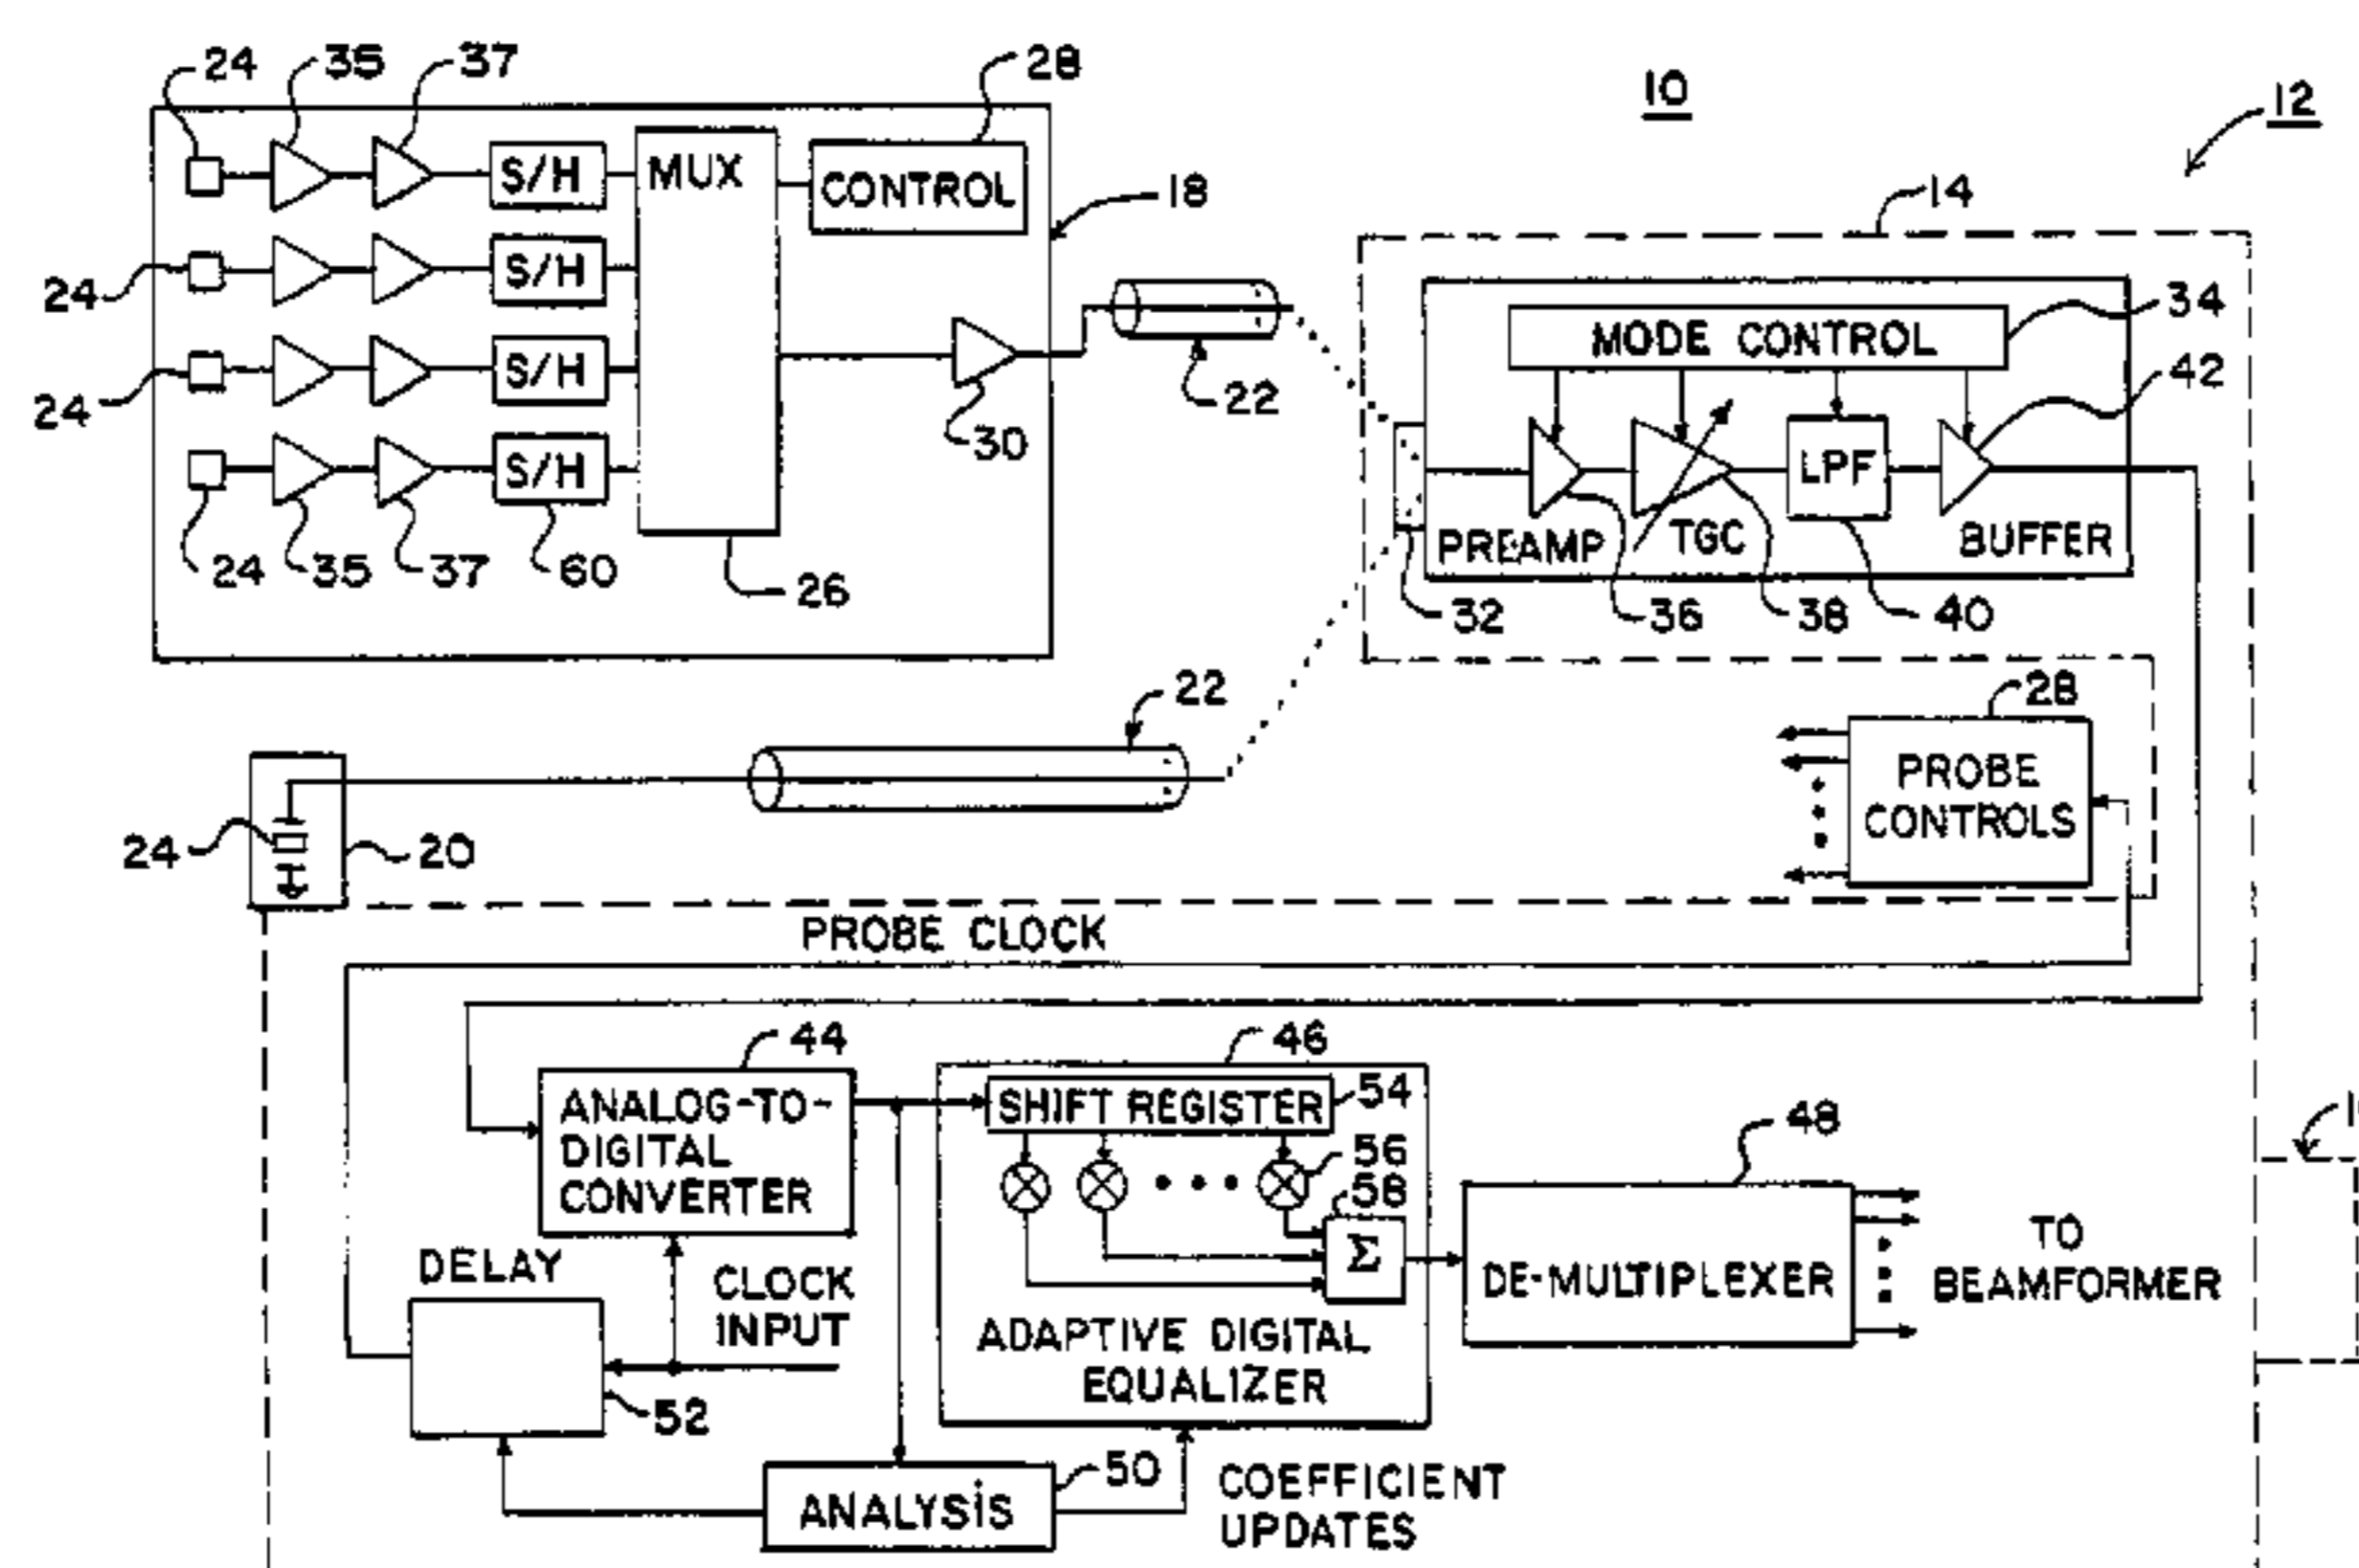 24
35
37
28
10
12
S/H
MUX
CONTROL
18
14
24
S/H
34
MODE CONTROL
24
S/H
22
42
30
S/H
LPF
PREAMP
TGC
BUFFER
24
35
37
60
26
32
36
38
40
22
28
PROBE
CONTROLS
24
20
PROBE CLOCK
44
46
ANALOG-TO-
DIGITAL
CONVERTER
SHIFT REGISTER
54
48
56
58
Σ
DE-MULTIPLEXER
TO
BEAMFORMER
DELAY
CLOCK
INPUT
ADAPTIVE DIGITAL
EQUALIZER
52
50
ANALYSIS
COEFFICIENT
UPDATES